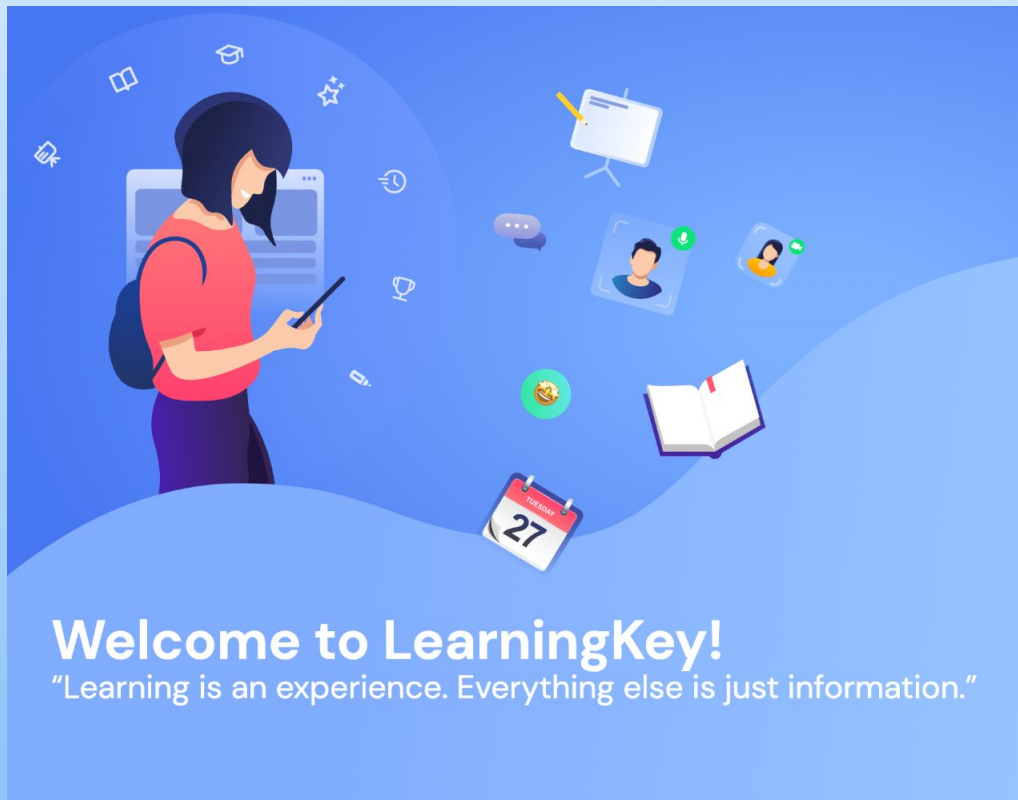 TUESDAY
27
Welcome to LearningKey!
“Learning is an experience. Everything else is just information.”